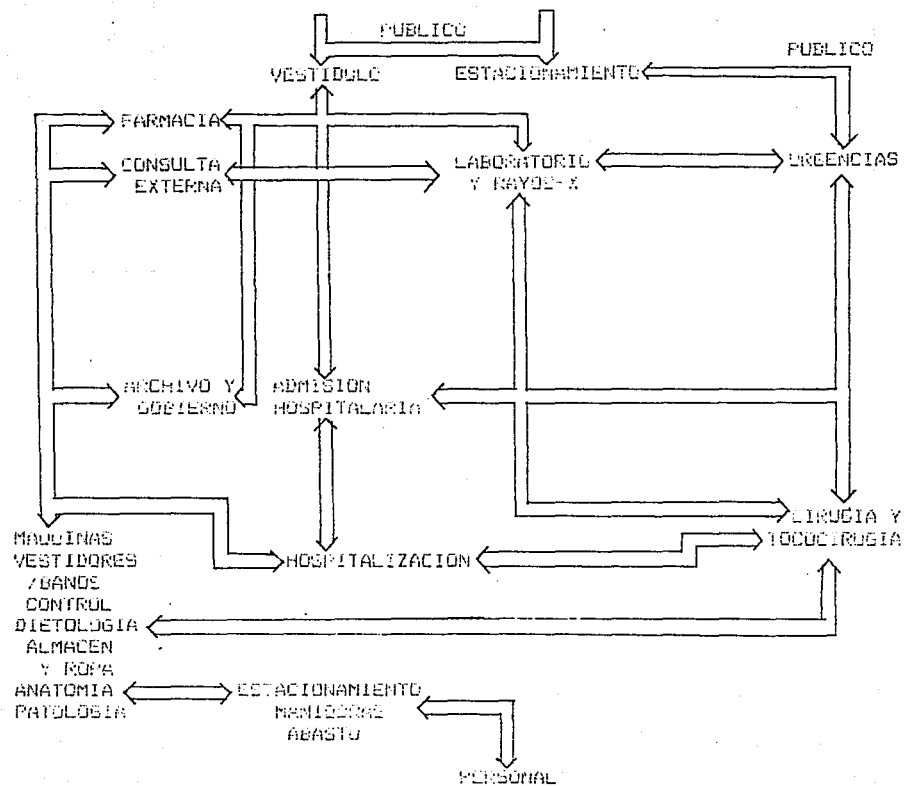 PUBLICO
PUBLICO
VESTIBULO
ESTACIONAMIENTO
FARMACIA
CONSULTA
EXTERNA
LABORATORIO
Y RAYOS-X
URGENCIAS
ARCHIVO Y
GOBIERNO
ADMISION
HOSPITALARIA
CIRUGIA Y
TOCOCIRUGIA
HOSPITALIZACION
MAQUINAS
VESTIDORES
/BANOS
CONTROL
DIETOLOGIA
ALMACEN
Y ROPA
ANATOMIA
PATOLOGIA
ESTACIONAMIENTO
MANIOBRAS
ABASTO
PERSONAL